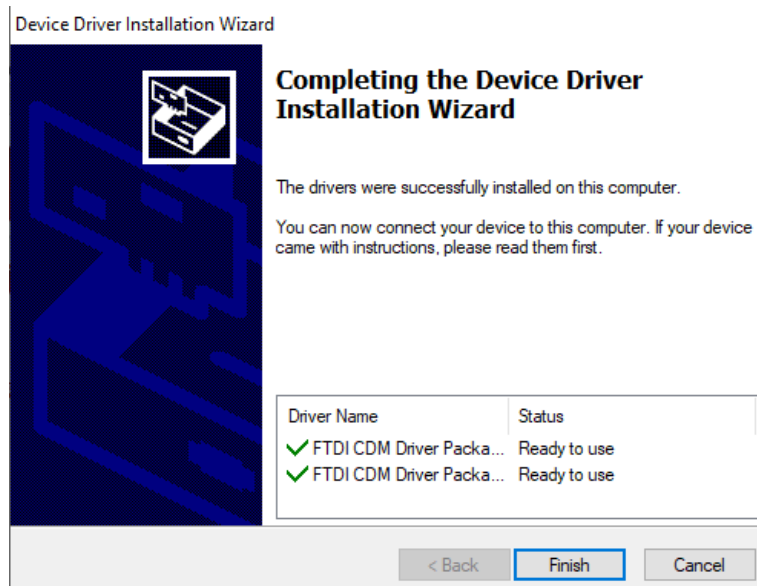 Device Driver Installation Wizard
Completing the Device Driver
Installation Wizard
The drivers were successfully installed on this computer.
You can now connect your device to this computer. If your device
came with instructions, please read them first.
Driver Name Status
FTDI CDM Driver Packa... Ready to use
FTDI CDM Driver Packa... Ready to use
< Back Finish Cancel